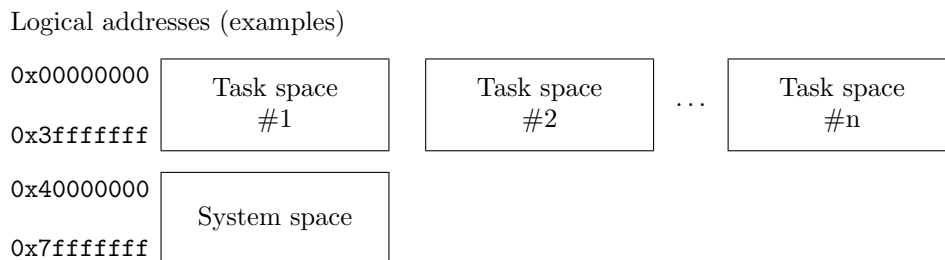 Logical addresses (examples)
0x00000000
0x3fffffff
Task space
#1
Task space
#2
...
Task space
#n
0x40000000
0x7fffffff
System space